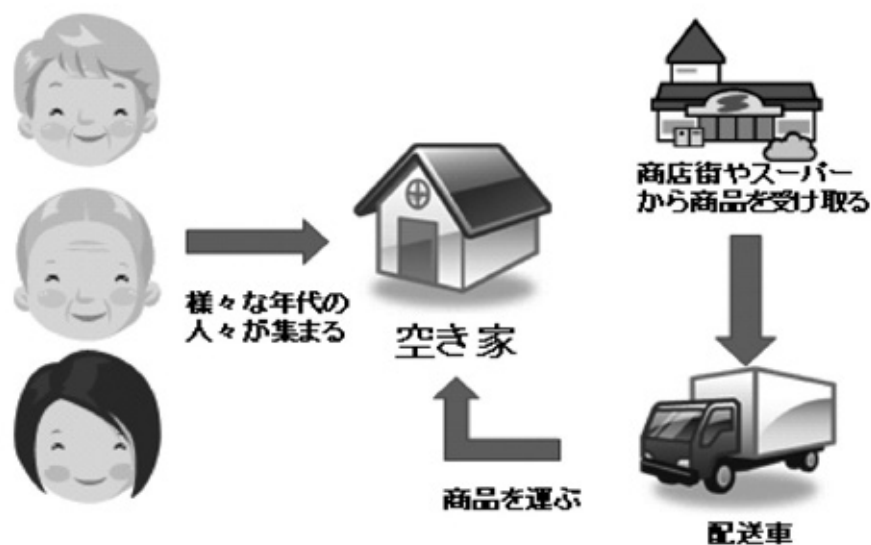 商店街やスーパー
から商品を受け取る
様々な年代の
人々が集まる
空き家
商品を運ぶ
配送車